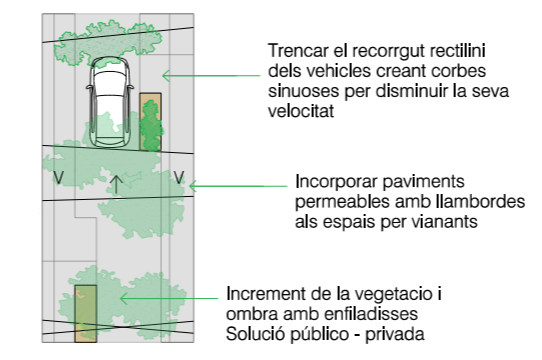 Trencar el recorrgut rectilini
dels vehicles creant corbes
sinuoses per disminuir la seva
velocitat
V
V
Incorporar paviments
permeables amb llambordes
als espais per vianants
Increment de la vegetacio i
ombra amb enfiladisses
Solució público - privada